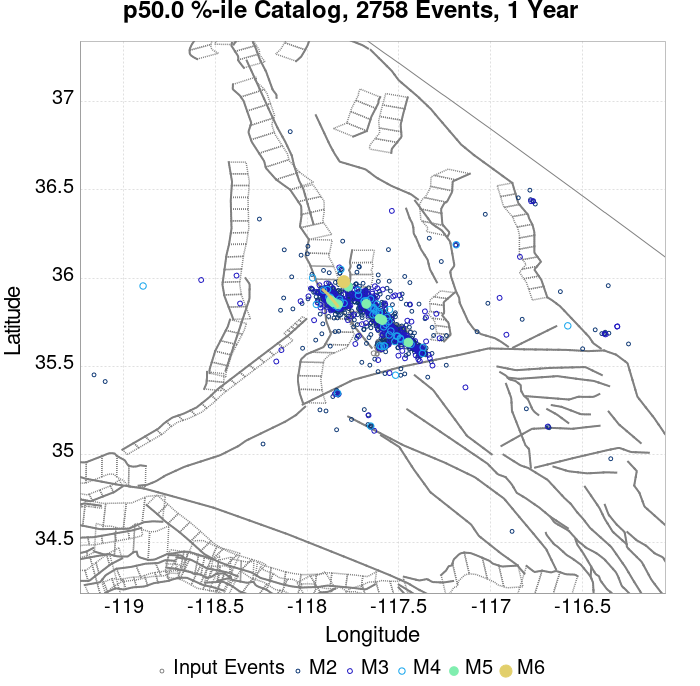 p50.0 %-ile Catalog, 2758 Events, 1 Year
37
36.5
36
35.5
35
34.5
Latitude
-119 -118.5 -118 -117.5 -117 -116.5
Longitude
Input Events M2 M3 M4 M5 M6